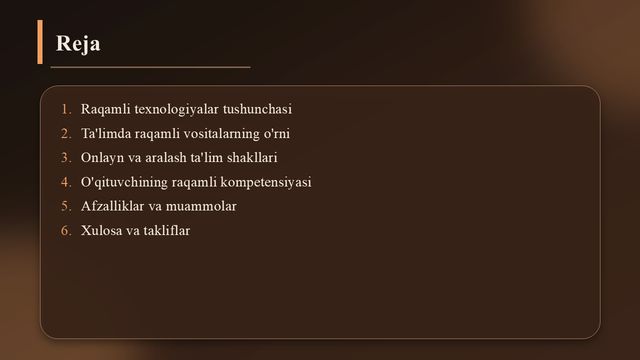 Reja
1. Raqamli texnologiyalar tushunchasi
2. Ta'limda raqamli vositalarning o'rni
3. Onlayn va aralash ta'lim shakllari
4. O'qituvchining raqamli kompetensiyasi
5. Afzalliklar va muammolar
6. Xulosa va takliflar